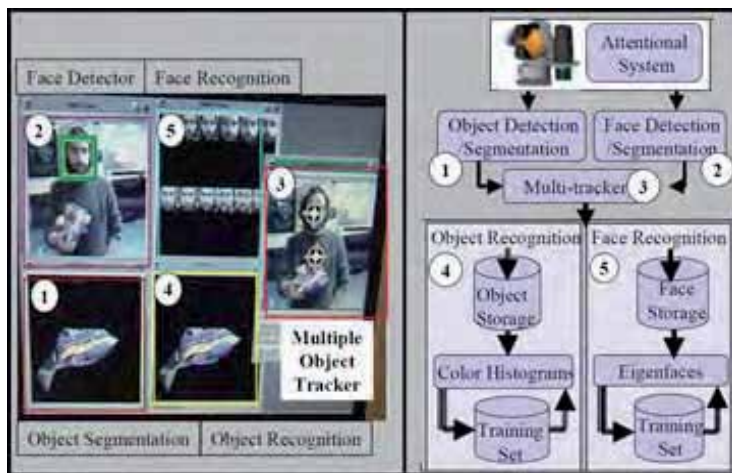 Face Detector
Face Recognition
2
5
3
1
4
Multiple
Object
Tracker
Object Segmentation
Object Recognition
Attentional
System
Object Detection
/Segmentation
Face Detection
/Segmentation
1
2
Multi-tracker
3
Object Recognition
4
Object
Storage
Color Histograms
Training
Set
Face Recognition
5
Face
Storage
Eigenfaces
Training
Set